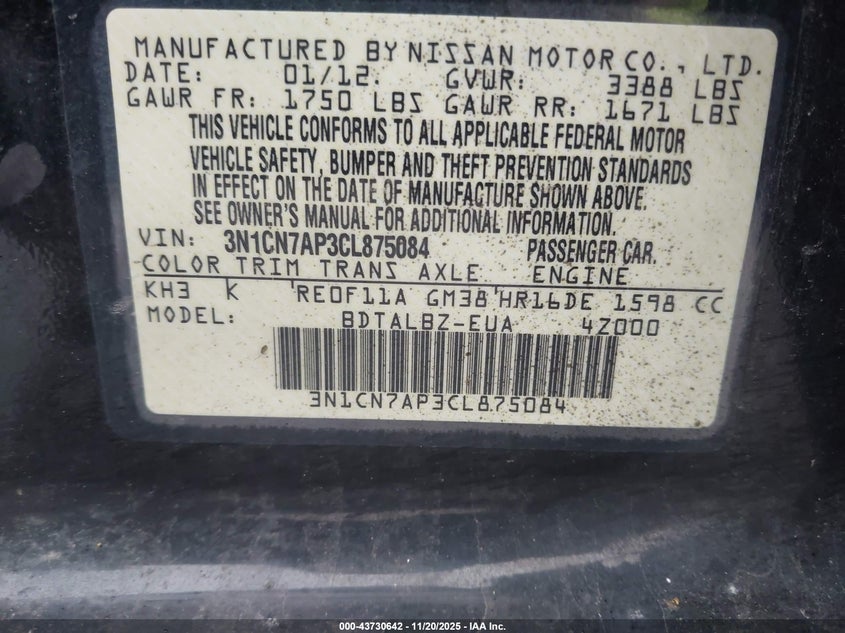 MANUFACTURED BY NISSAN MOTOR CO., LTD.
DATE: 01/12. GVWR: 3388 LBS
GAWR FR: 1750 LBS GAWR RR: 1671 LBS
THIS VEHICLE CONFORMS TO ALL APPLICABLE FEDERAL MOTOR
VEHICLE SAFETY, BUMPER AND THEFT PREVENTION STANDARDS
IN EFFECT ON THE DATE OF MANUFACTURE SHOWN ABOVE.
SEE OWNER'S MANUAL FOR ADDITIONAL INFORMATION.
VIN: 3N1CN7AP3CL875084 PASSENGER CAR.
COLOR TRIM TRANS AXLE ENGINE
KH3 K RE0F11A GM38 HR16DE 1598 CC
MODEL: BDTALBZ-EUA 4Z000
3N1CN7AP3CL875084
000-43730642 - 11/20/2025 - IAA Inc.